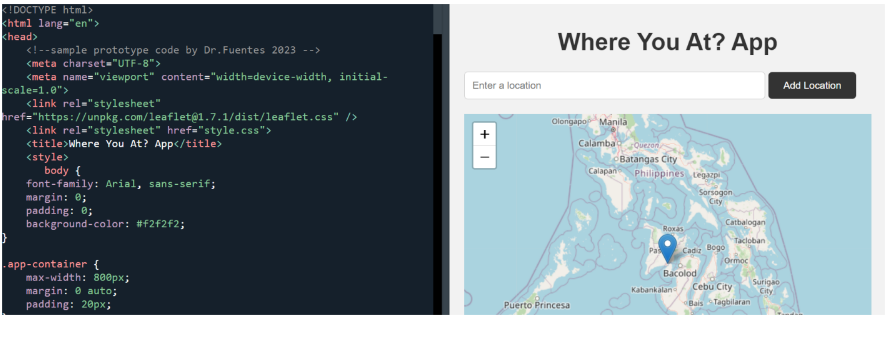 <!DOCTYPE html>
<html lang="en">
<head>
<!--sample prototype code by Dr.Fuentes 2023 -->
<meta charset="UTF-8">
<meta name="viewport" content="width=device-width, initial-
scale=1.0">
<link rel="stylesheet"
href="https://unpkg.com/leaflet@1.7.1/dist/leaflet.css" />
<link rel="stylesheet" href="style.css">
<title>Where You At? App</title>
<style>
body {
font-family: Arial, sans-serif;
margin: 0;
padding: 0;
background-color: #f2f2f2;
}
.app-container {
max-width: 800px;
margin: 0 auto;
padding: 20px;
Where You At? App
Enter a location
Add Location
+
−
Olongapo Manila
Calamba Quezon
Batangas City
Calapan Philippines Legazpi
Sorsogon
City
Catbalogan
Roxas
Cadiz Bogo Tacloban
Ormoc
Bacolod
Kabankalan Cebu City Surigao
City
Puerto Princesa Bais Tagbilaran